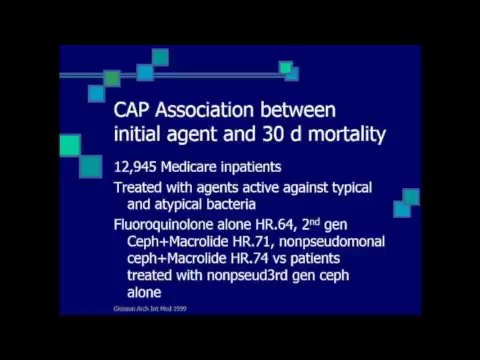 CAP Association between
initial agent and 30 d mortality
12,945 Medicare inpatients
Treated with agents active against typical
and atypical bacteria
Fluoroquinolone alone HR.64, 2nd gen
Ceph+Macrolide HR.71, nonpseudomonal
ceph+Macrolide HR.74 vs patients
treated with nonpseud3rd gen ceph
alone
Gleason Arch Int Med 1999